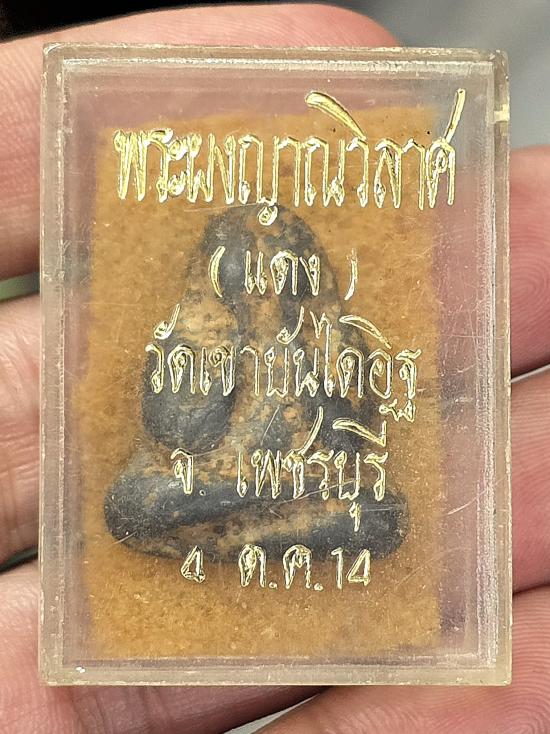 พระผงญาณวิลาศ
(แดง)
วัดเขาบันไดอิฐ
จ. เพชรบุรี
4 ต.ค. 14